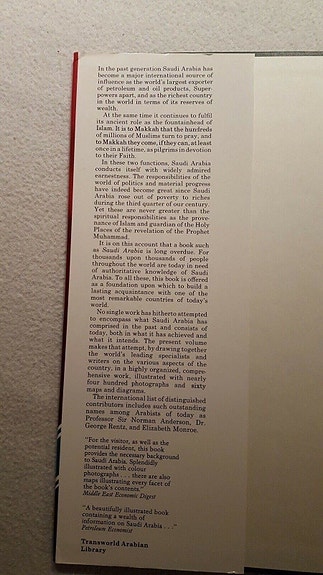 In the past generation Saudi Arabia has
become a major international source of
influence as the world's largest exporter
of petroleum and oil products, Super
powers apart, and as the richest country
in the world in terms of its reserves of
wealth.
At the same time it continues to fulfil
its ancient role as the fountainhead of
Islam. It is to Makkah that the hundreds
of millions of Muslims turn to pray, and
to Makkah they come, if they can, at least
once in a lifetime, as pilgrims in devotion
to their Faith.
In these two functions, Saudi Arabia
conducts itself with widely admired
earnestness. The responsibilities of the
world of politics and material progress
have indeed become great since Saudi
Arabia rose out of poverty to riches
during the third quarter of our century.
Yet these are never greater than the
spiritual responsibilities as the prove-
nance of Islam and guardian of the Holy
Places of the revelation of the Prophet
Muhammad.
It is on this account that a book such
as Saudi Arabia is long overdue. For
thousands upon thousands of people
throughout the world are today in need
of authoritative knowledge of Saudi
Arabia. To all these, this book is offered
as a foundation upon which to build a
lasting acquaintance with one of the
most remarkable countries of today's
world.
No single work has hitherto attempted
to encompass what Saudi Arabia has
comprised in the past and consists of
today, both in what it has achieved and
what it intends. The present volume
makes that attempt, by drawing together
the world's leading specialists and
writers on the various aspects of the
country, in a highly organized, compre-
hensive work, illustrated with nearly
four hundred photographs and sixty
maps and diagrams.
The international list of distinguished
contributors includes such outstanding
names among Arabists of today as
Professor Sir Norman Anderson, Dr.
George Rentz, and Elizabeth Monroe.
"For the visitor, as well as the
potential resident, this book
provides the necessary background
to Saudi Arabia. Splendidly
illustrated with colour
photographs . . . there are also
maps illustrating every facet of
the book's contents."
Middle East Economic Digest
"A beautifully illustrated book
containing a wealth of
information on Saudi Arabia . . ."
Petroleum Economist
Transworld Arabian
Library